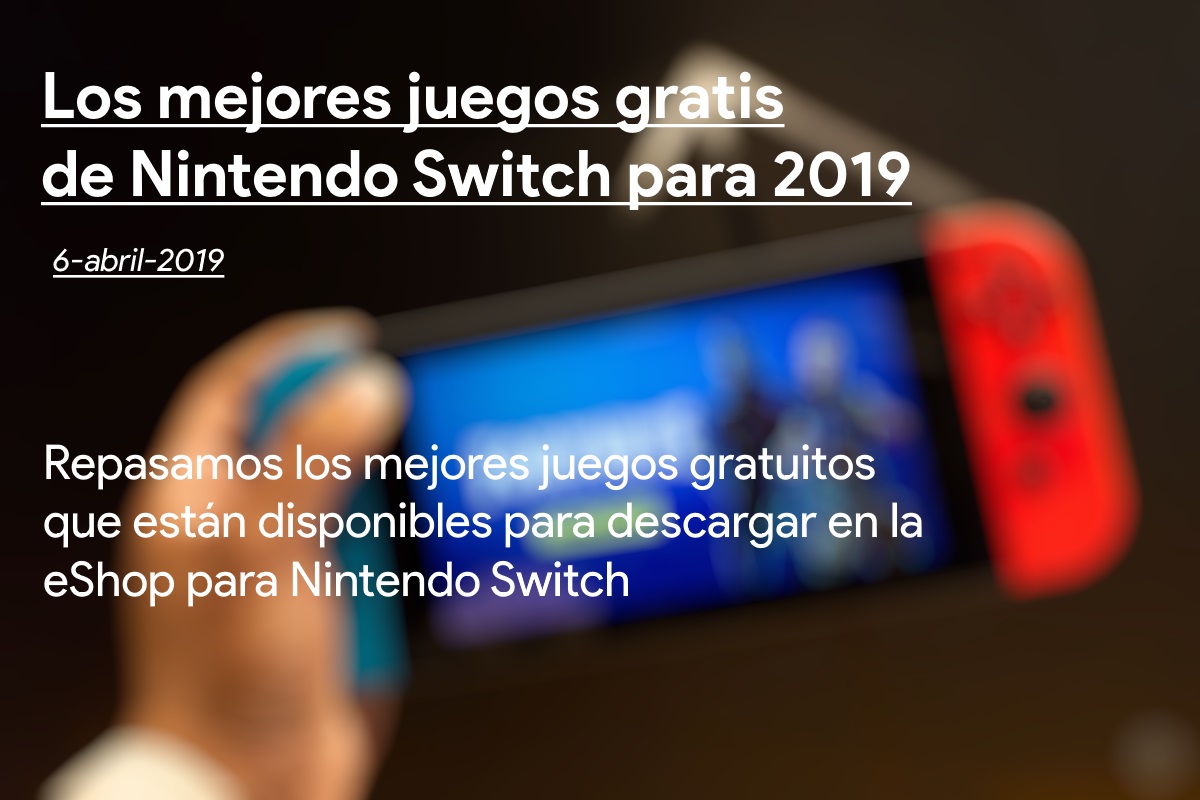 Los mejores juegos gratis
de Nintendo Switch para 2019
6-abril-2019
Repasamos los mejores juegos gratuitos
que están disponibles para descargar en la
eShop para Nintendo Switch